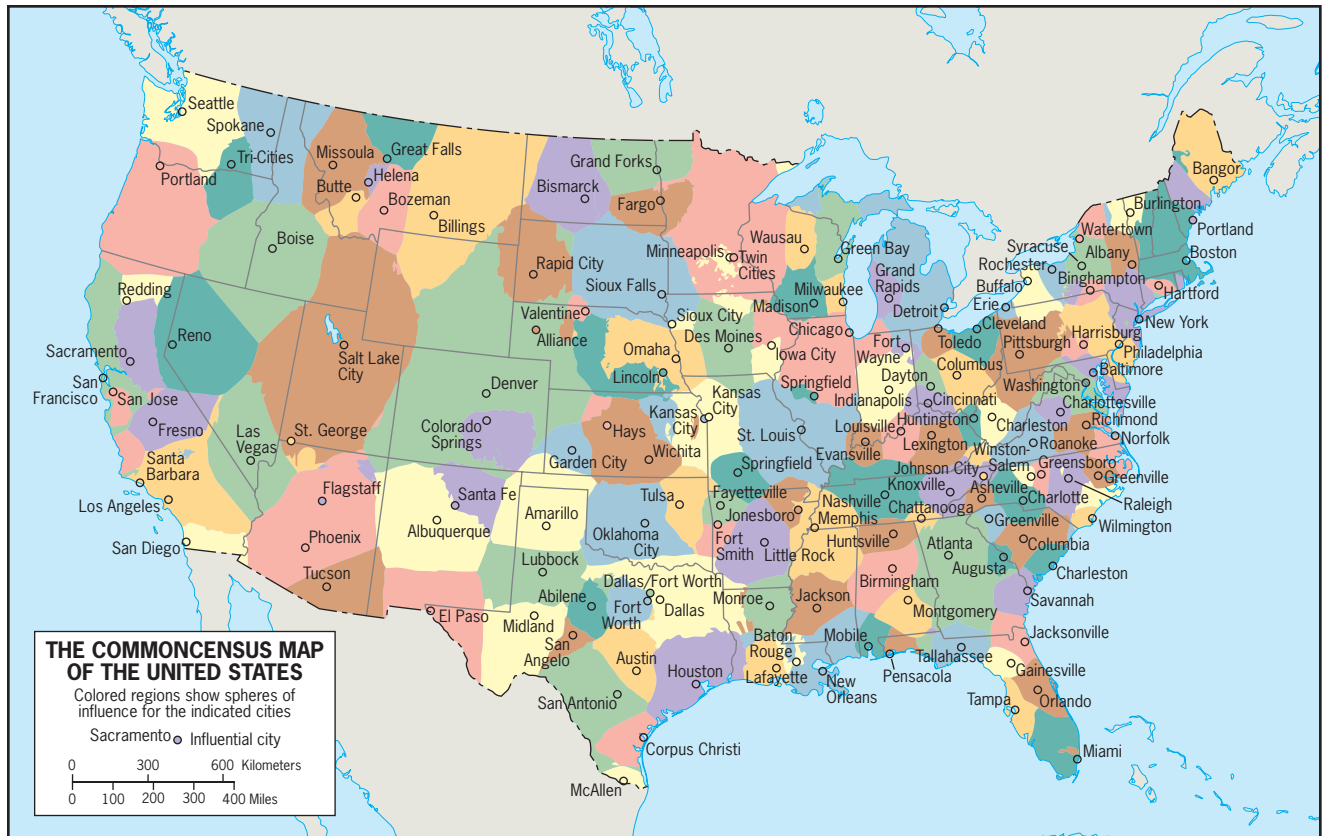 Seattle
Spokane
Tri-Cities
Portland
Missoula
Great Falls
Helena
Butte
Bozeman
Billings
Boise
Bismarck
Grand Forks
Fargo
Minneapolis
Twin
Cities
Wausau
Green Bay
Rapid City
Sioux Falls
Milwaukee
Madison
Grand
Rapids
Detroit
Bangor
Burlington
Watertown
Portland
Syracuse
Rochester
Albany
Boston
Buffalo
Binghampton
Erie
Hartford
Redding
Reno
Sacramento
San
Francisco
San Jose
Fresno
Salt Lake
City
Valentine
Alliance
Sioux City
Des Moines
Omaha
Lincoln
Chicago
Iowa City
Fort
Wayne
Toledo
Cleveland
Pittsburgh
Harrisburg
New York
Philadelphia
Baltimore
Washington
Denver
Colorado
Springs
Kansas
City
Kansas
City
Hays
Garden City
Wichita
St. Louis
Springfield
Indianapolis
Dayton
Columbus
Cincinnati
Huntington
Charleston
Charlottesville
Richmond
Norfolk
Roanoke
Louisville
Lexington
Evansville
Las
Vegas
St. George
Santa
Barbara
Los Angeles
San Diego
Flagstaff
Phoenix
Tucson
Santa Fe
Albuquerque
Amarillo
Lubbock
Oklahoma
City
Tulsa
Springfield
Fayetteville
Jonesboro
Fort
Smith
Little Rock
Nashville
Memphis
Knoxville
Johnson City
Winston-
Salem
Greensboro
Greenville
Asheville
Charlotte
Raleigh
Wilmington
Chattanooga
Huntsville
Greenville
Columbia
Atlanta
Augusta
Charleston
Savannah
Birmingham
Montgomery
El Paso
Midland
San
Angelo
Abilene
Dallas/Fort Worth
Fort
Worth
Dallas
Monroe
Jackson
Austin
Houston
San Antonio
Corpus Christi
McAllen
Baton
Rouge
Lafayette
New
Orleans
Mobile
Pensacola
Tallahassee
Jacksonville
Gainesville
Orlando
Tampa
Miami
THE COMMONCENSUS MAP
OF THE UNITED STATES
Colored regions show spheres of
influence for the indicated cities
Sacramento Influential city
0 300 600 Kilometers
0 100 200 300 400 Miles